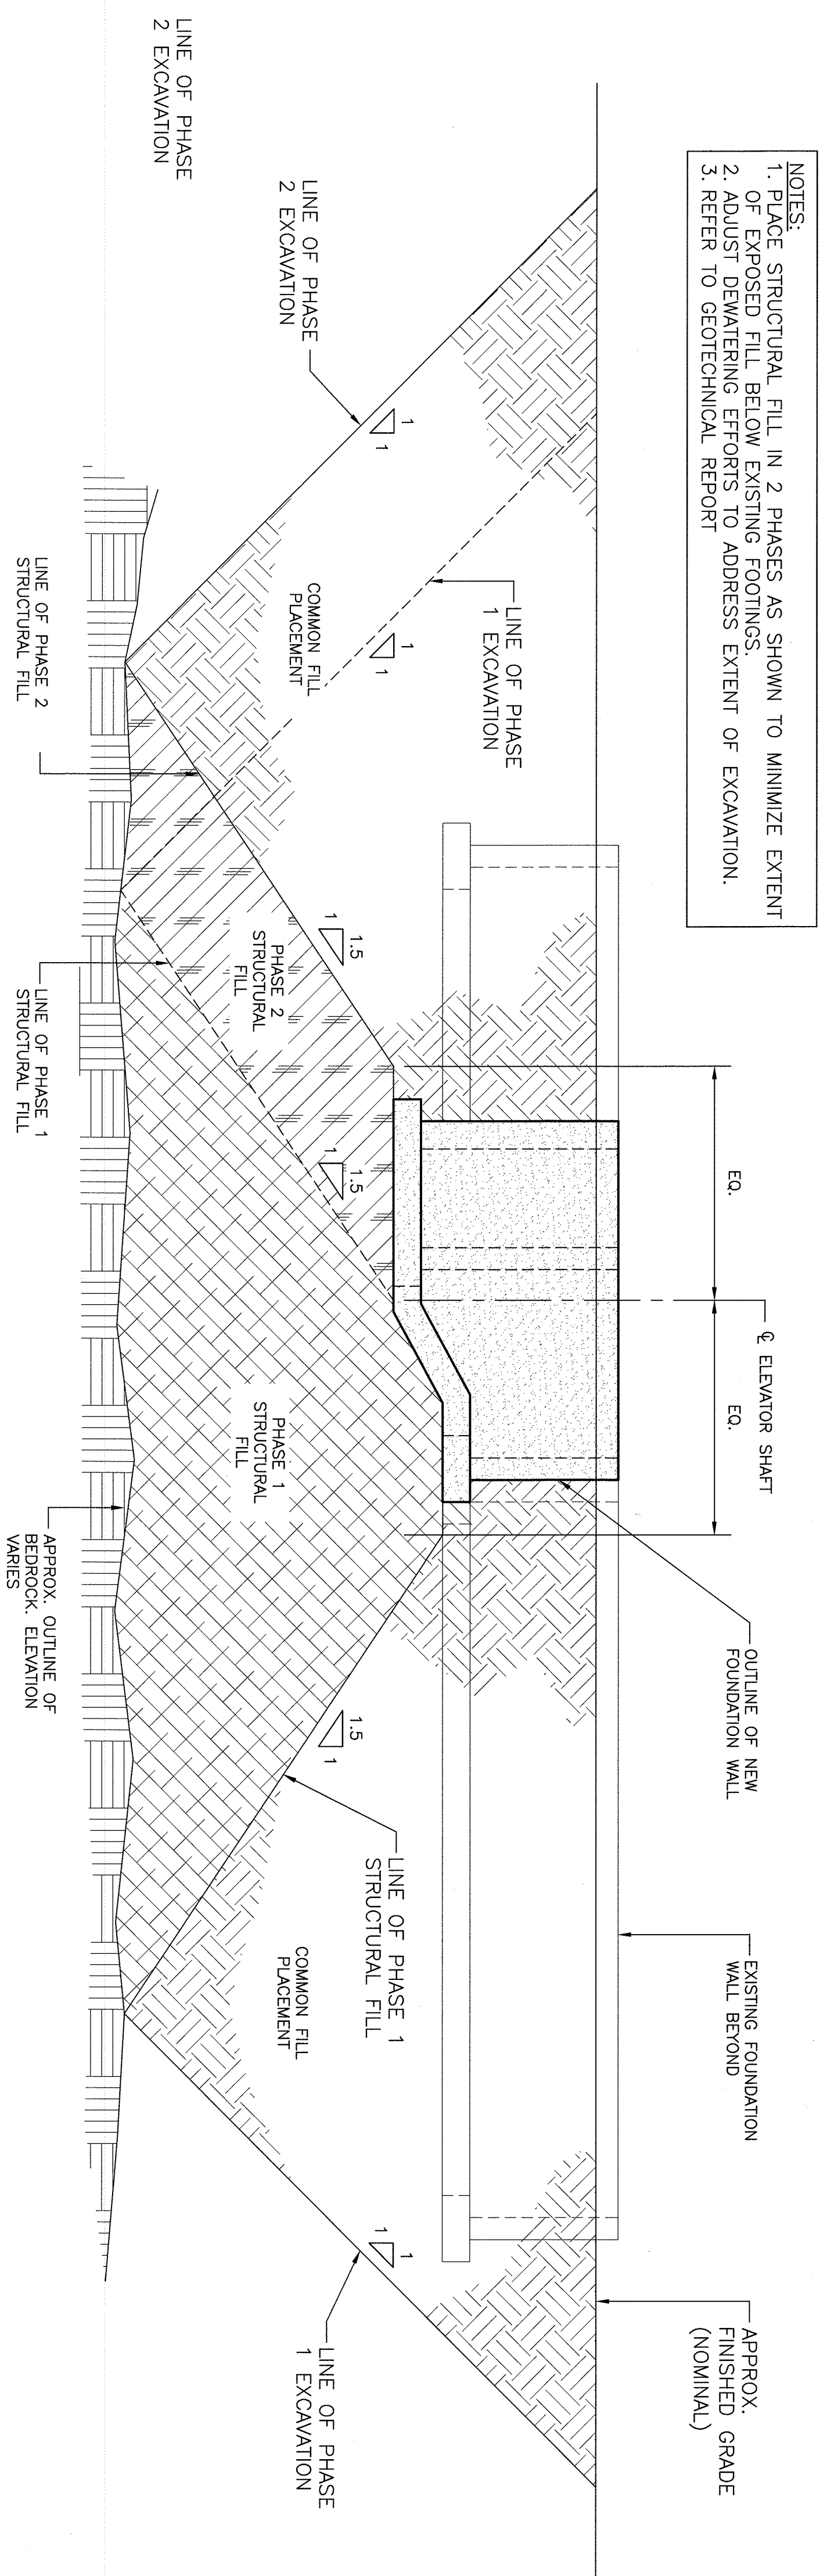 NOTES:
1. PLACE STRUCTURAL FILL IN 2 PHASES AS SHOWN TO MINIMIZE EXTENT
OF EXPOSED FILL BELOW EXISTING FOOTINGS.
2. ADJUST DEWATERING EFFORTS TO ADDRESS EXTENT OF EXCAVATION.
3. REFER TO GEOTECHNICAL REPORT
EQ.
℄ ELEVATOR SHAFT
EQ.
OUTLINE OF NEW
FOUNDATION WALL
EXISTING FOUNDATION
WALL BEYOND
APPROX.
FINISHED GRADE
(NOMINAL)
LINE OF PHASE
2 EXCAVATION
LINE OF PHASE
2 EXCAVATION
1
1
LINE OF PHASE
1 EXCAVATION
1
1
COMMON FILL
PLACEMENT
1.5
1
PHASE 2
STRUCTURAL
FILL
1.5
1
PHASE 1
STRUCTURAL
FILL
1.5
1
LINE OF PHASE 1
STRUCTURAL FILL
COMMON FILL
PLACEMENT
1
1
LINE OF PHASE
1 EXCAVATION
LINE OF PHASE 2
STRUCTURAL FILL
LINE OF PHASE 1
STRUCTURAL FILL
APPROX. OUTLINE OF
BEDROCK. ELEVATION
VARIES